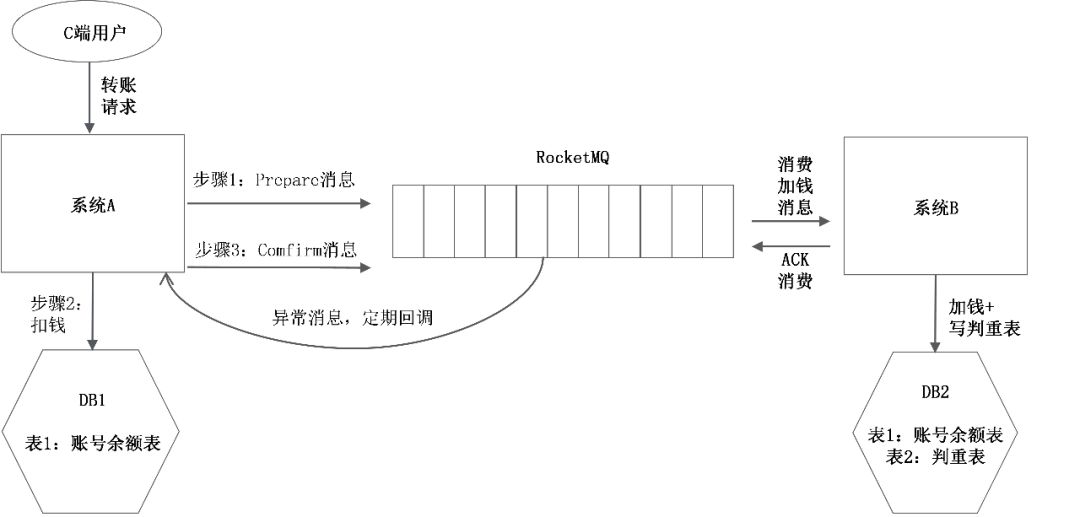 C端用户
转账
请求
系统A
步骤1：Prepare消息
步骤3：Comfirm消息
RocketMQ
消费
加钱
消息
系统B
ACK
消费
异常消息，定期回调
步骤2：
扣钱
加钱+
写判重表
DB1
表1：账号余额表
DB2
表1：账号余额表
表2：判重表